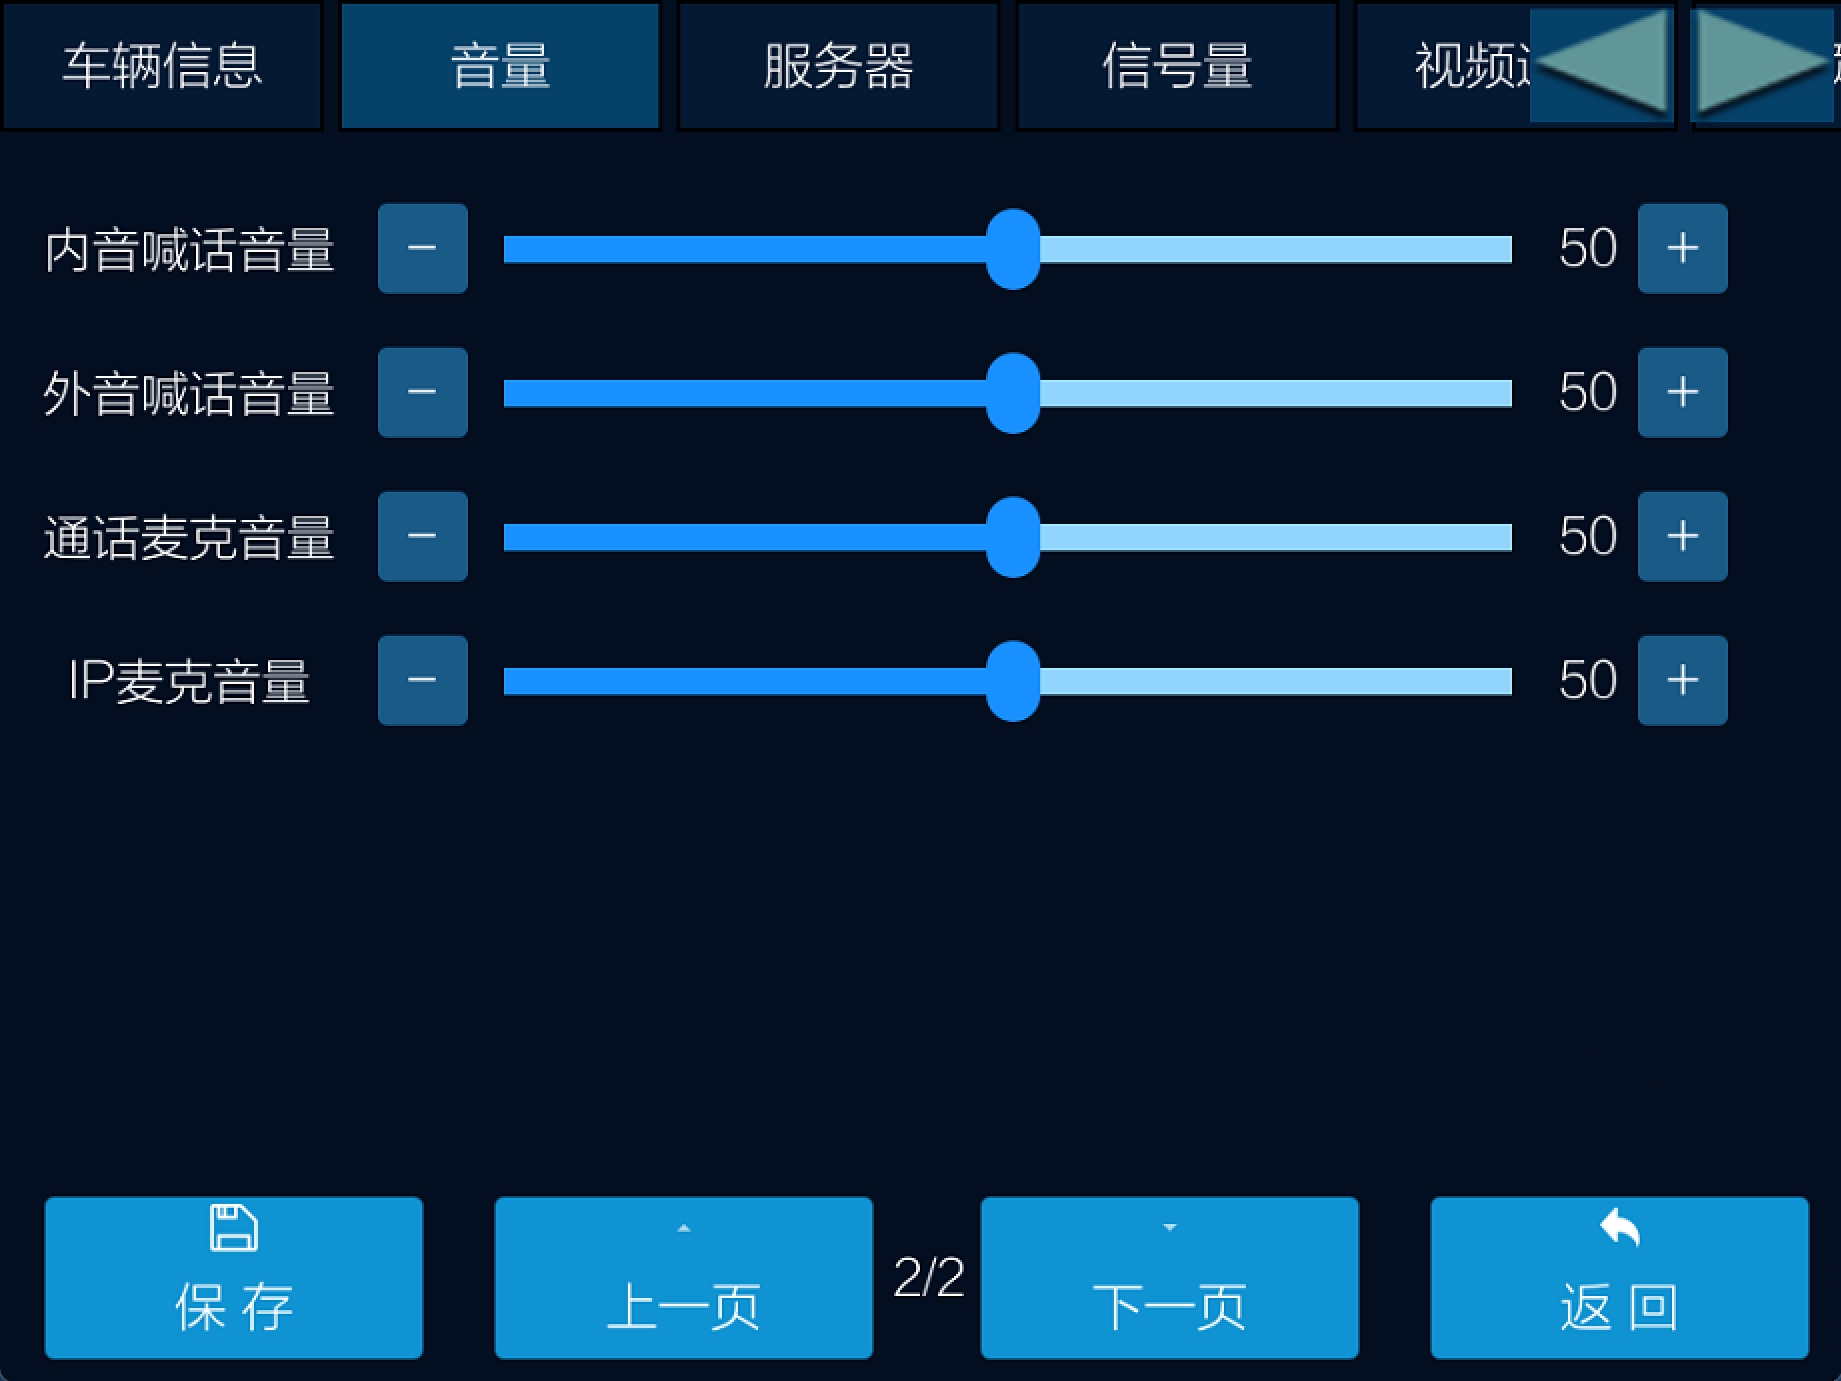 车辆信息 音量 服务器 信号量 视频
内音喊话音量 − 50 +
外音喊话音量 − 50 +
通话麦克音量 − 50 +
IP麦克音量 − 50 +
保存 上一页 2/2 下一页 返回